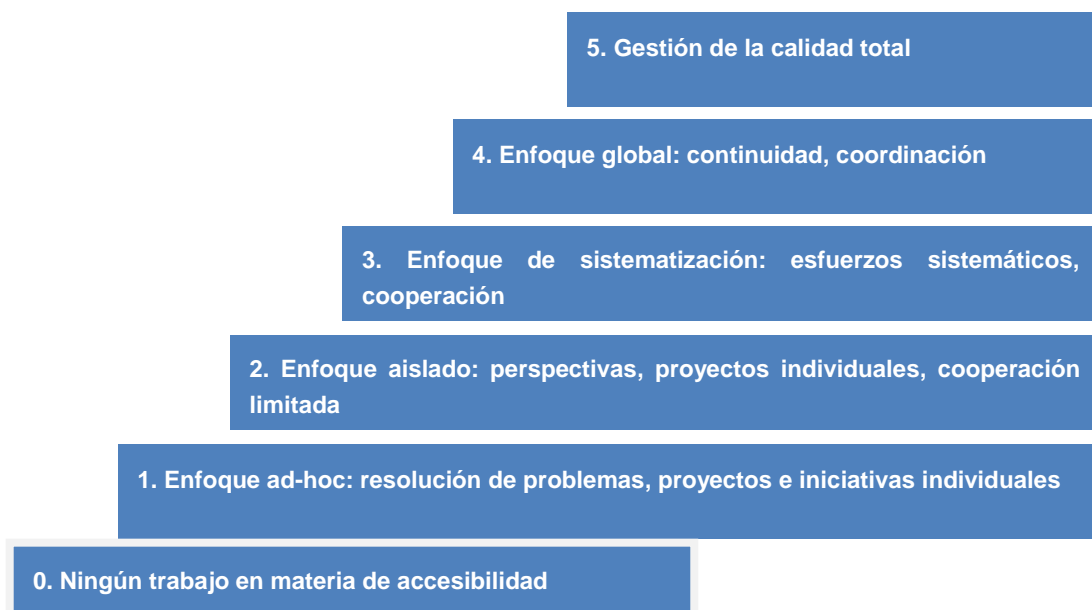 5. Gestión de la calidad total
4. Enfoque global: continuidad, coordinación
3. Enfoque de sistematización: esfuerzos sistemáticos,
cooperación
2. Enfoque aislado: perspectivas, proyectos individuales, cooperación
limitada
1. Enfoque ad-hoc: resolución de problemas, proyectos e iniciativas individuales
0. Ningún trabajo en materia de accesibilidad